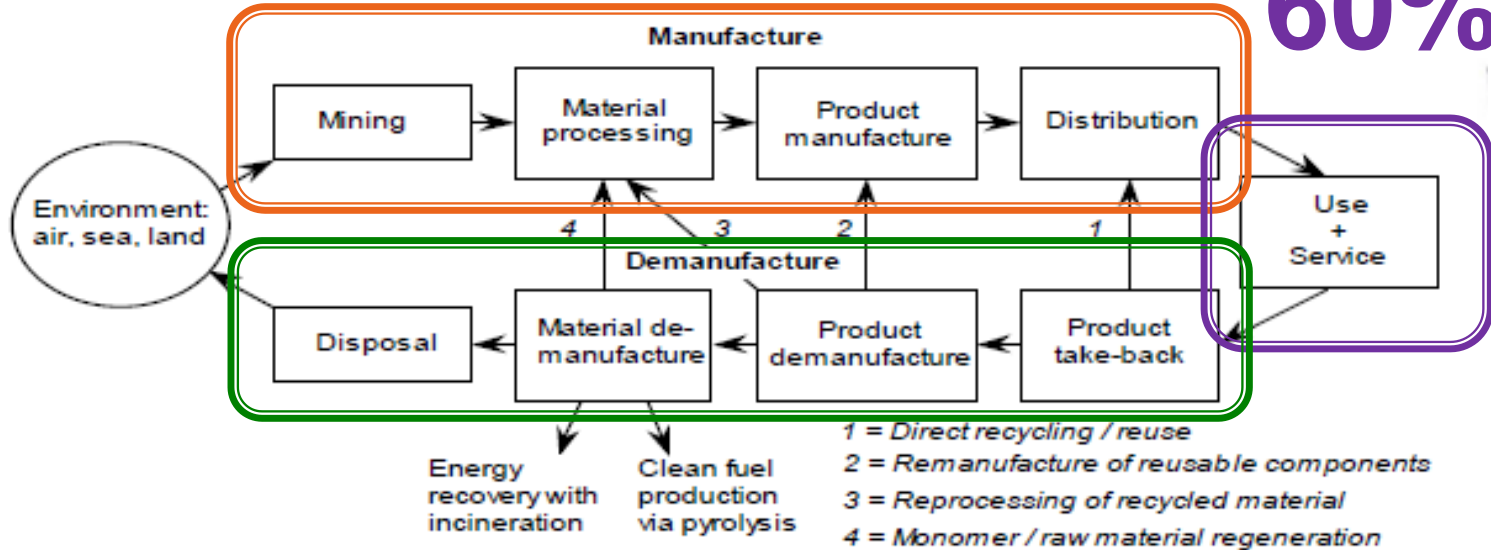 60%
Manufacture
Mining
Material
processing
Product
manufacture
Distribution
Environment:
air, sea, land
Use
+
Service
4
3
2
1
Demanufacture
Disposal
Material de-
manufacture
Product
demanufacture
Product
take-back
Energy
recovery with
incineration
Clean fuel
production
via pyrolysis
1 = Direct recycling / reuse
2 = Remanufacture of reusable components
3 = Reprocessing of recycled material
4 = Monomer / raw material regeneration